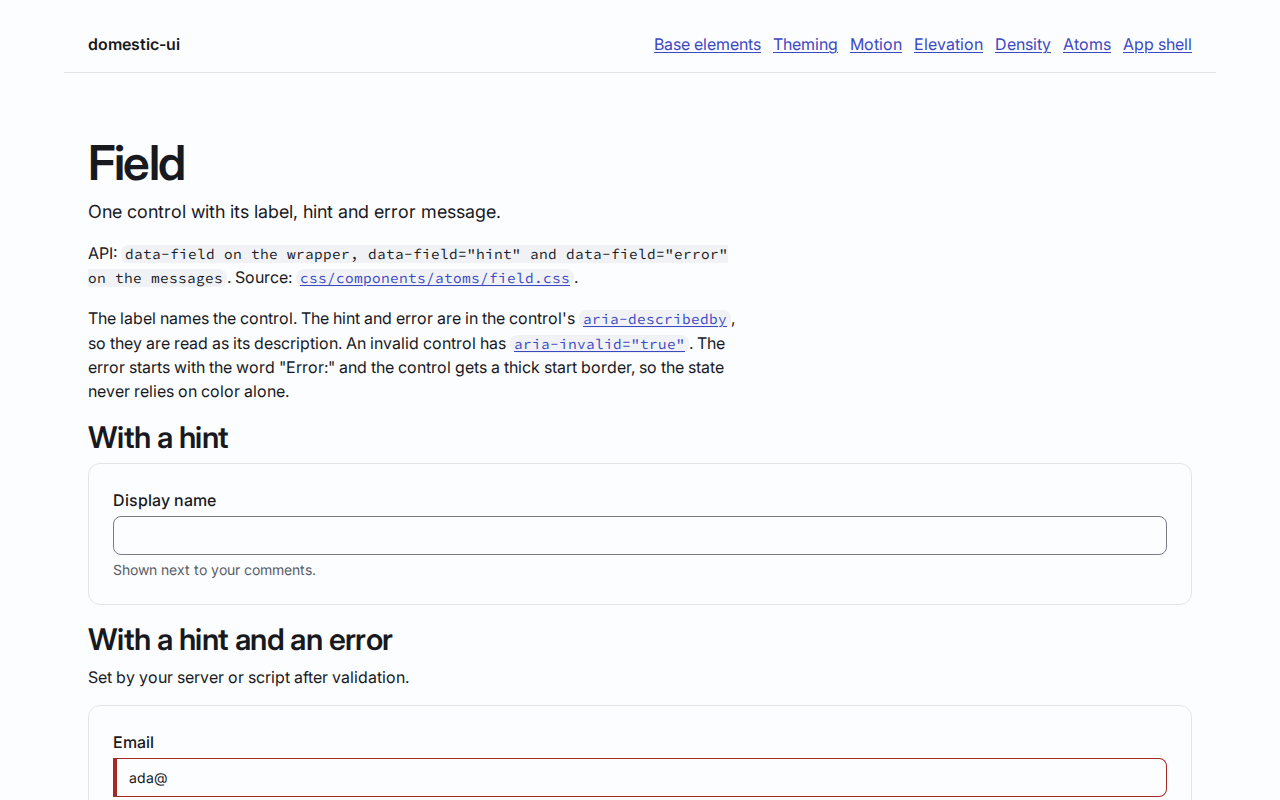 domestic-ui
Base elements Theming Motion Elevation Density Atoms App shell
Field
One control with its label, hint and error message.
API: data-field on the wrapper, data-field="hint" and data-field="error"
on the messages. Source: css/components/atoms/field.css.
The label names the control. The hint and error are in the control's aria-describedby,
so they are read as its description. An invalid control has aria-invalid="true". The
error starts with the word "Error:" and the control gets a thick start border, so the state
never relies on color alone.
With a hint
Display name
Shown next to your comments.
With a hint and an error
Set by your server or script after validation.
Email
ada@